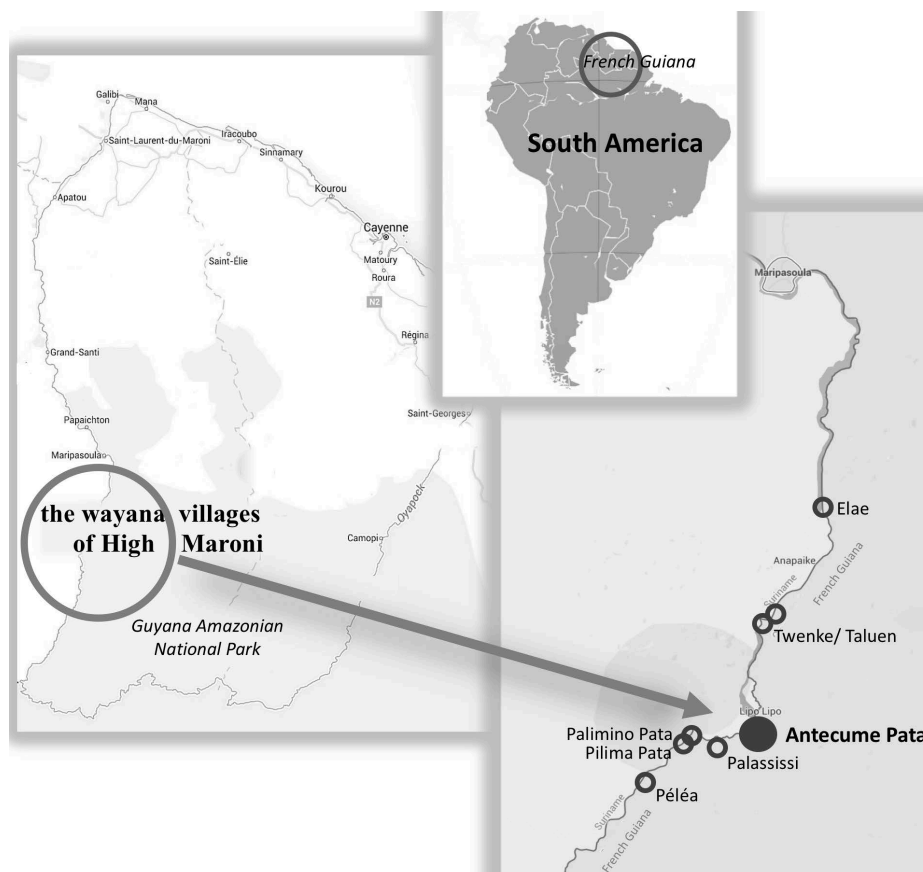 French Guiana
South America
Galibi
Mana
Saint-Laurent-du-Maroni
Iracoubo
Sinnamary
Apatou
Kourou
Cayenne
Matoury
Roura
Saint-Élie
N2
Régina
Grand-Santi
Papaichton
Saint-Georges
Maripasoula
the wayana villages
of High Maroni
Oyapock
Camopi
Guyana Amazonian
National Park
Maripasoula
Elae
Anapaike
Suriname
French Guiana
Twenke/ Taluen
Lipo Lipo
Antecume Pata
Palimino Pata
Pilima Pata
Palassissi
Péléa
Suriname
French Guiana